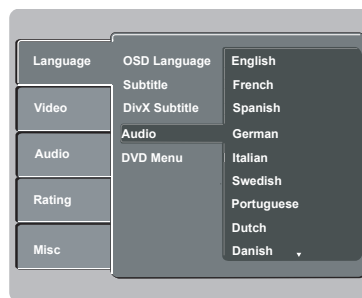 Language
Video
Audio
Rating
Misc
OSD Language
Subtitle
DivX Subtitle
Audio
DVD Menu
English
French
Spanish
German
Italian
Swedish
Portuguese
Dutch
Danish